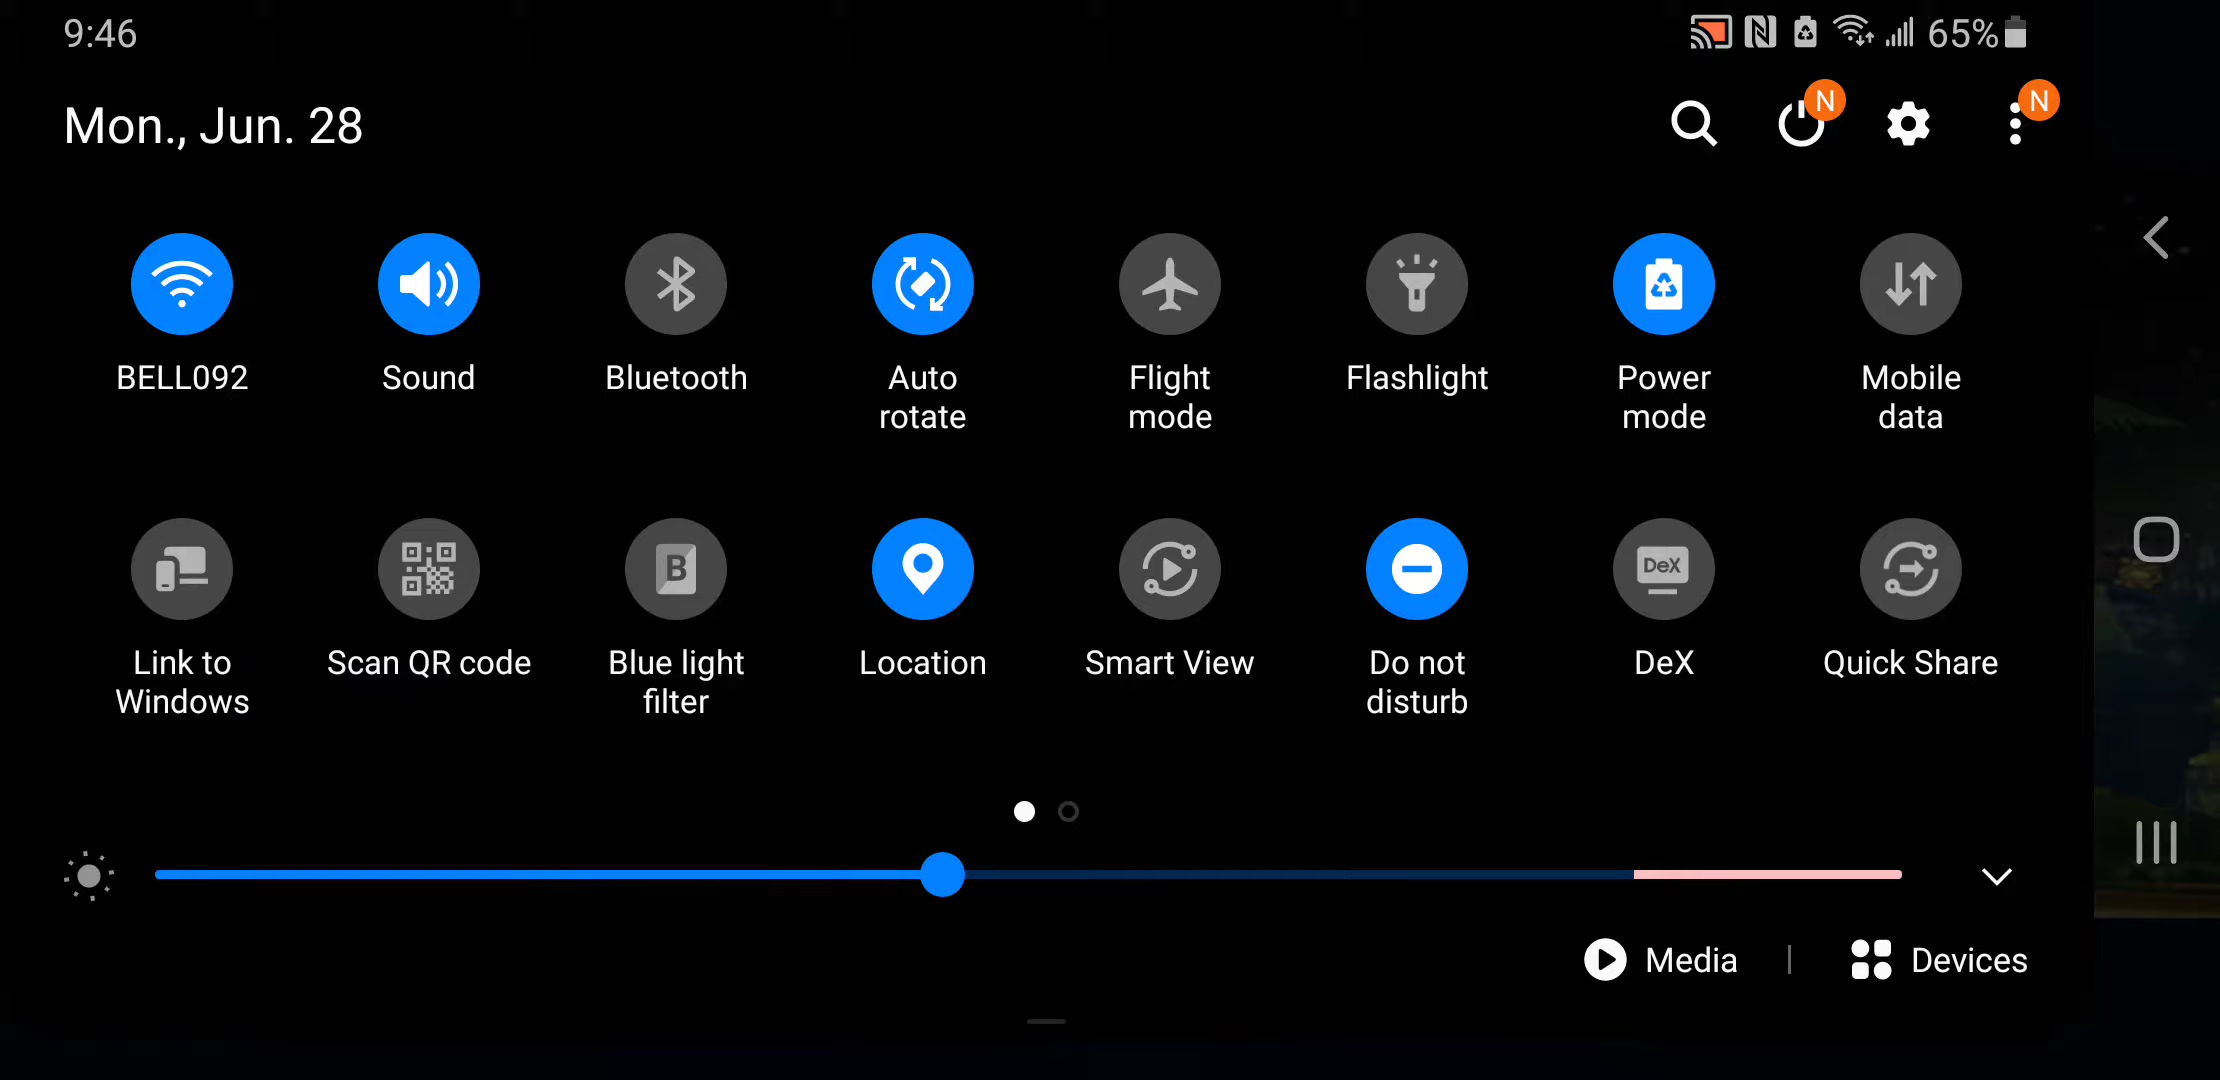 9:46
65%
Mon., Jun. 28
N
N
BELL092
Sound
Bluetooth
Auto
rotate
Flight
mode
Flashlight
Power
mode
Mobile
data
B
DeX
Link to
Windows
Scan QR code
Blue light
filter
Location
Smart View
Do not
disturb
DeX
Quick Share
Media
Devices